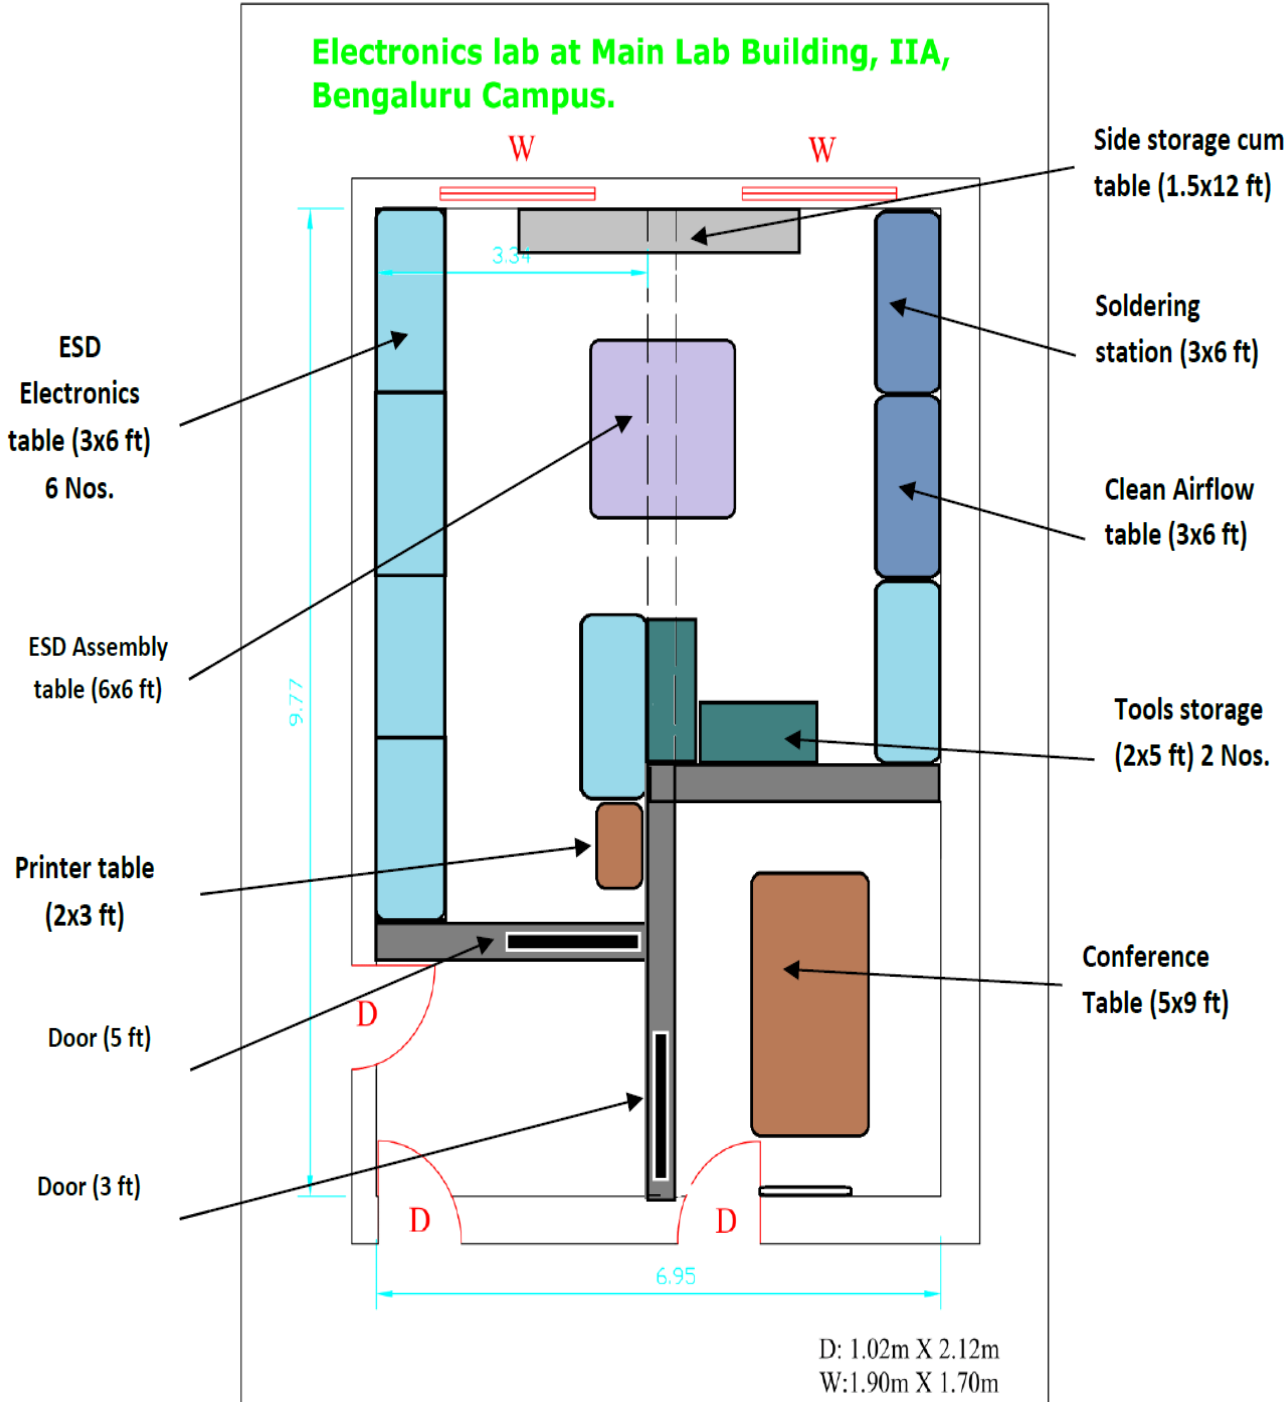 Electronics lab at Main Lab Building, IIA,
Bengaluru Campus.
W
W
Side storage cum
table (1.5x12 ft)
3.34
Soldering
station (3x6 ft)
ESD
Electronics
table (3x6 ft)
6 Nos.
Clean Airflow
table (3x6 ft)
ESD Assembly
table (6x6 ft)
9.77
Tools storage
(2x5 ft) 2 Nos.
Printer table
(2x3 ft)
Conference
Table (5x9 ft)
D
Door (5 ft)
Door (3 ft)
D
D
6.95
D: 1.02m X 2.12m
W:1.90m X 1.70m